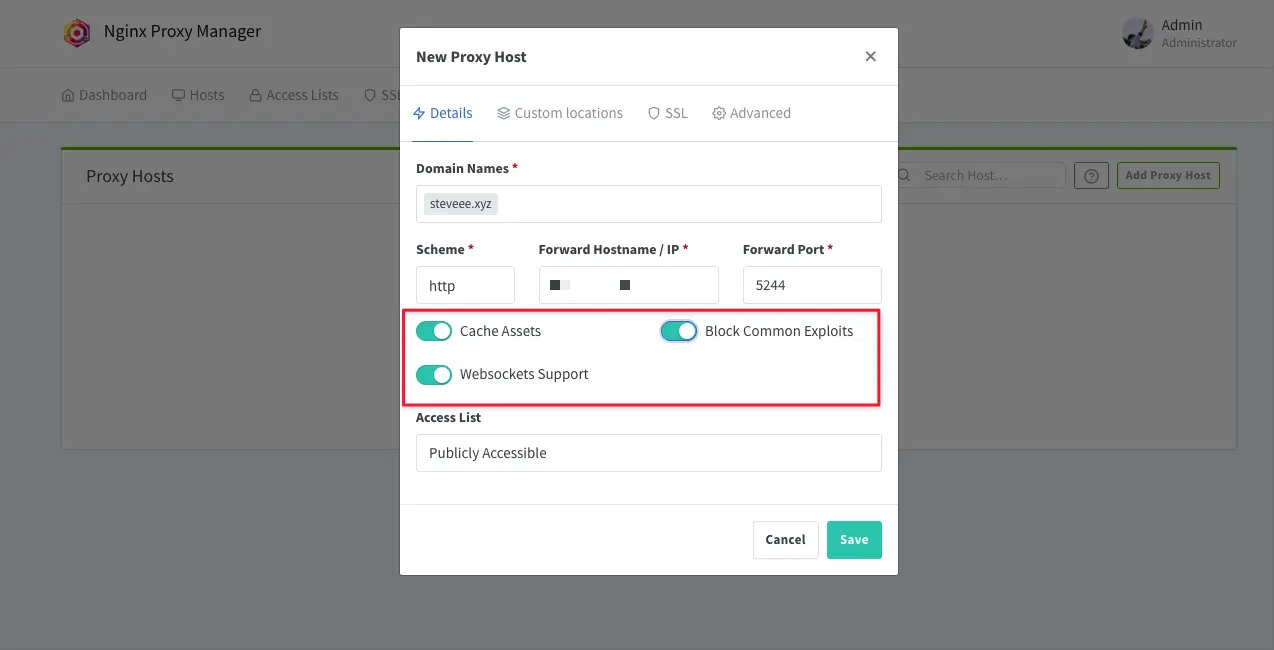 Nginx Proxy Manager
Admin
Administrator
Dashboard Hosts Access Lists SSL
Proxy Hosts
Search Host…
Add Proxy Host
New Proxy Host
Details Custom locations SSL Advanced
Domain Names *
steveee.xyz
Scheme * Forward Hostname / IP * Forward Port *
http 5244
Cache Assets Block Common Exploits
Websockets Support
Access List
Publicly Accessible
Cancel Save